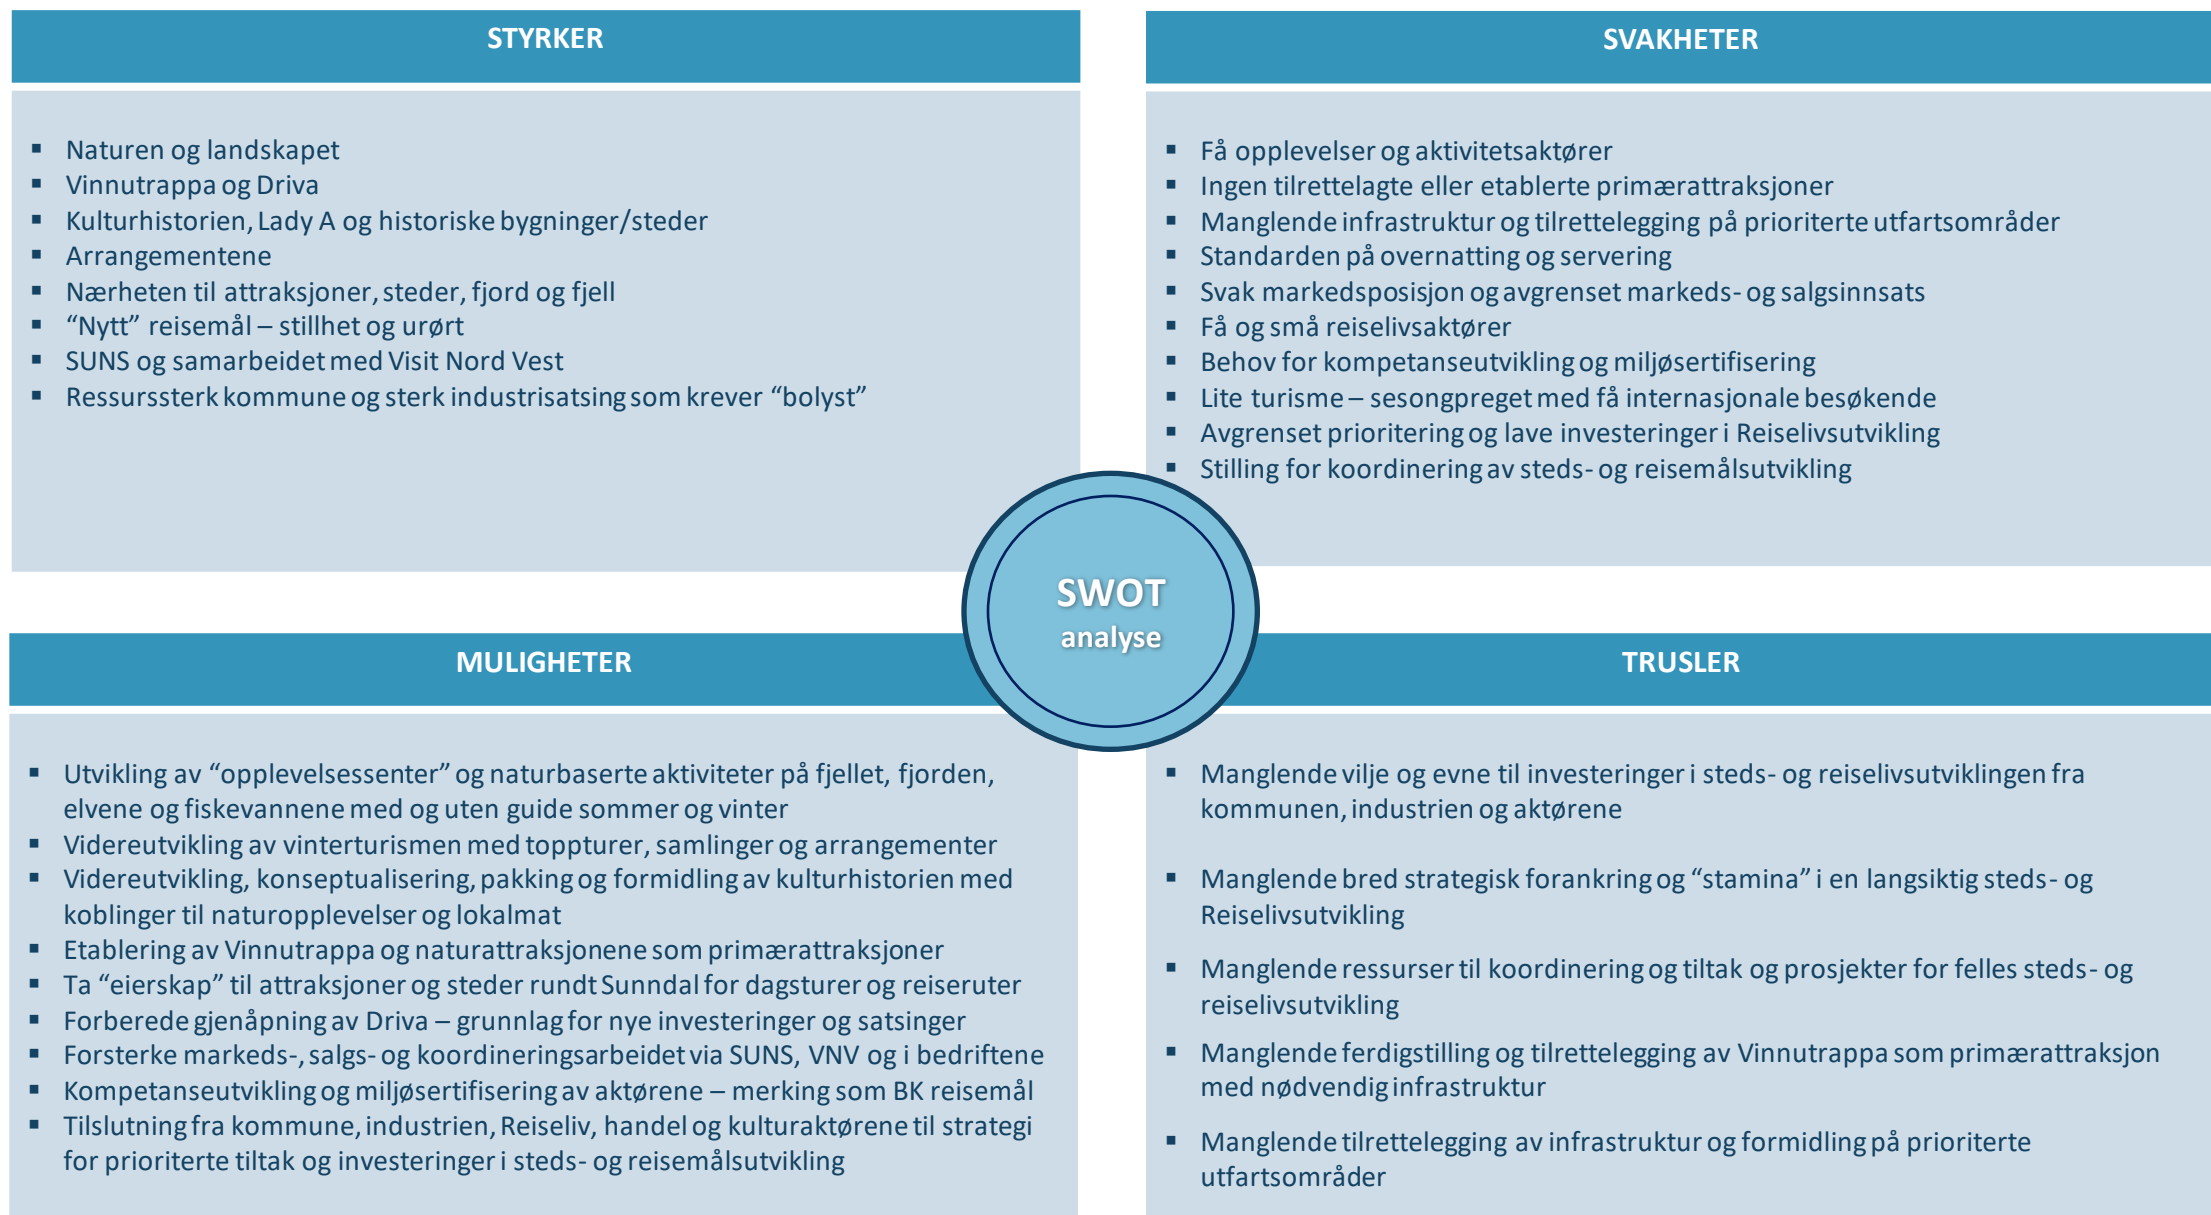 STYRKER
▪ Naturen og landskapet
▪ Vinnutrappa og Driva
▪ Kulturhistorien, Lady A og historiske bygninger/steder
▪ Arrangementene
▪ Nærheten til attraksjoner, steder, fjord og fjell
▪ “Nytt” reisemål – stillhet og urørt
▪ SUNS og samarbeidet med Visit Nord Vest
▪ Ressurssterk kommune og sterk industrisatsing som krever “bolyst”
SVAKHETER
▪ Få opplevelser og aktivitetsaktører
▪ Ingen tilrettelagte eller etablerte primærattraksjoner
▪ Manglende infrastruktur og tilrettelegging på prioriterte utfartsområder
▪ Standarden på overnatting og servering
▪ Svak markedsposisjon og avgrenset markeds- og salgsinnsats
▪ Få og små reiselivsaktører
▪ Behov for kompetanseutvikling og miljøsertifisering
▪ Lite turisme – sesongpreget med få internasjonale besøkende
▪ Avgrenset prioritering og lave investeringer i Reiselivsutvikling
▪ Stilling for koordinering av steds- og reisemålsutvikling
SWOT
analyse
MULIGHETER
▪ Utvikling av “opplevelsessenter” og naturbaserte aktiviteter på fjellet, fjorden,
elvene og fiskevannene med og uten guide sommer og vinter
▪ Videreutvikling av vinterturismen med toppturer, samlinger og arrangementer
▪ Videreutvikling, konseptualisering, pakking og formidling av kulturhistorien med
koblinger til naturopplevelser og lokalmat
▪ Etablering av Vinnutrappa og naturattraksjonene som primærattraksjoner
▪ Ta “eierskap” til attraksjoner og steder rundt Sunndal for dagsturer og reiseruter
▪ Forberede gjenåpning av Driva – grunnlag for nye investeringer og satsinger
▪ Forsterke markeds-, salgs- og koordineringsarbeidet via SUNS, VNV og i bedriftene
▪ Kompetanseutvikling og miljøsertifisering av aktørene – merking som BK reisemål
▪ Tilslutning fra kommune, industrien, Reiseliv, handel og kulturaktørene til strategi
for prioriterte tiltak og investeringer i steds- og reisemålsutvikling
TRUSLER
▪ Manglende vilje og evne til investeringer i steds- og reiselivsutviklingen fra
kommunen, industrien og aktørene
▪ Manglende bred strategisk forankring og “stamina” i en langsiktig steds- og
Reiselivsutvikling
▪ Manglende ressurser til koordinering og tiltak og prosjekter for felles steds- og
reiselivsutvikling
▪ Manglende ferdigstilling og tilrettelegging av Vinnutrappa som primærattraksjon
med nødvendig infrastruktur
▪ Manglende tilrettelegging av infrastruktur og formidling på prioriterte
utfartsområder